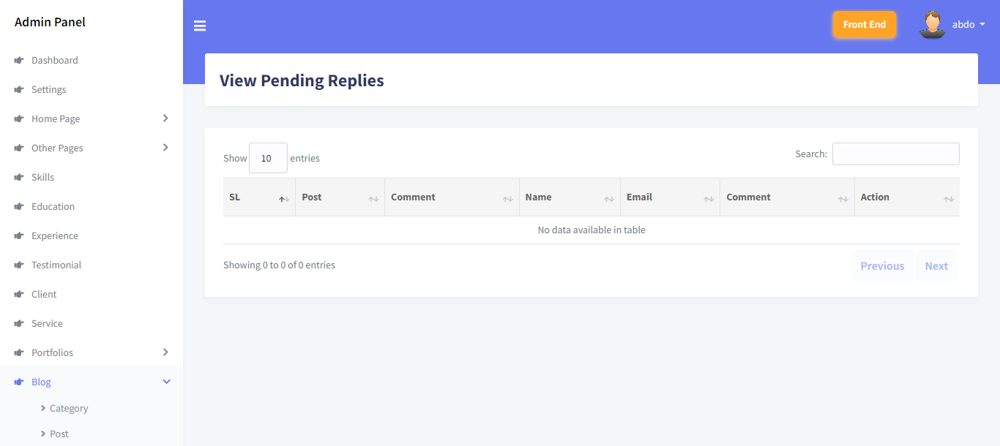 Admin Panel
Front End
abdo
Dashboard
Settings
Home Page
Other Pages
Skills
Education
Experience
Testimonial
Client
Service
Portfolios
Blog
Category
Post
View Pending Replies
Show 10 entries
Search:
SL Post Comment Name Email Comment Action
No data available in table
Showing 0 to 0 of 0 entries
Previous Next